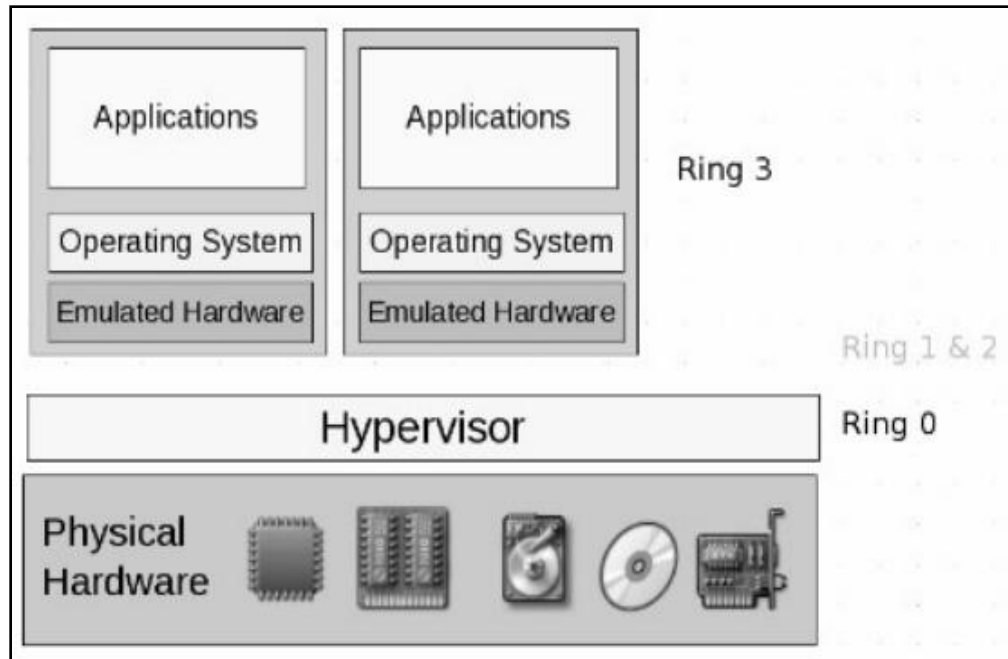 Applications
Applications
Ring 3
Operating System
Operating System
Emulated Hardware
Emulated Hardware
Ring 1 & 2
Hypervisor
Ring 0
Physical
Hardware